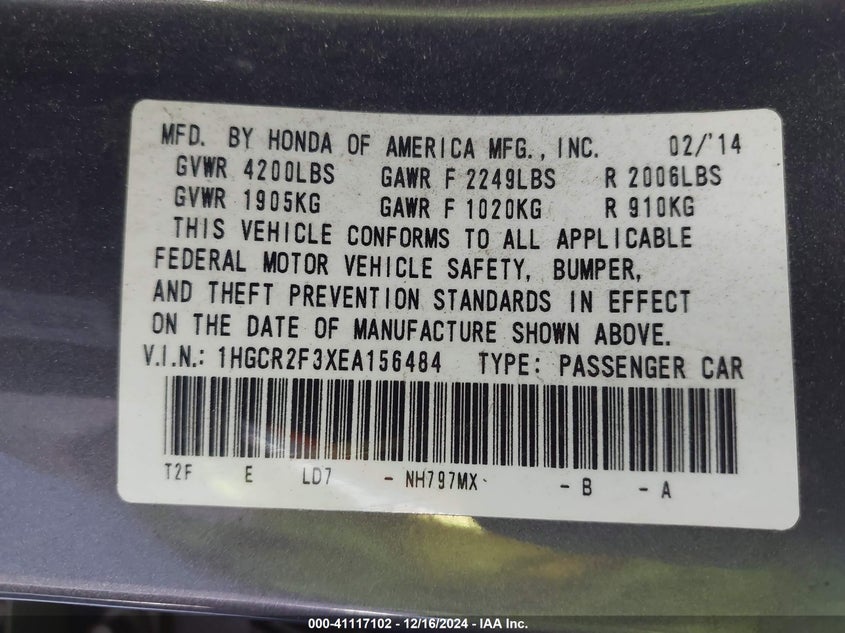 MFD. BY HONDA OF AMERICA MFG., INC. 02/'14
GVWR 4200LBS GAWR F 2249LBS R 2006LBS
GVWR 1905KG GAWR F 1020KG R 910KG
THIS VEHICLE CONFORMS TO ALL APPLICABLE
FEDERAL MOTOR VEHICLE SAFETY, BUMPER,
AND THEFT PREVENTION STANDARDS IN EFFECT
ON THE DATE OF MANUFACTURE SHOWN ABOVE.
V.I.N.: 1HGCR2F3XEA156484 TYPE: PASSENGER CAR
T2F E LD7 - NH797MX - B - A
000-41117102 - 12/16/2024 - IAA Inc.